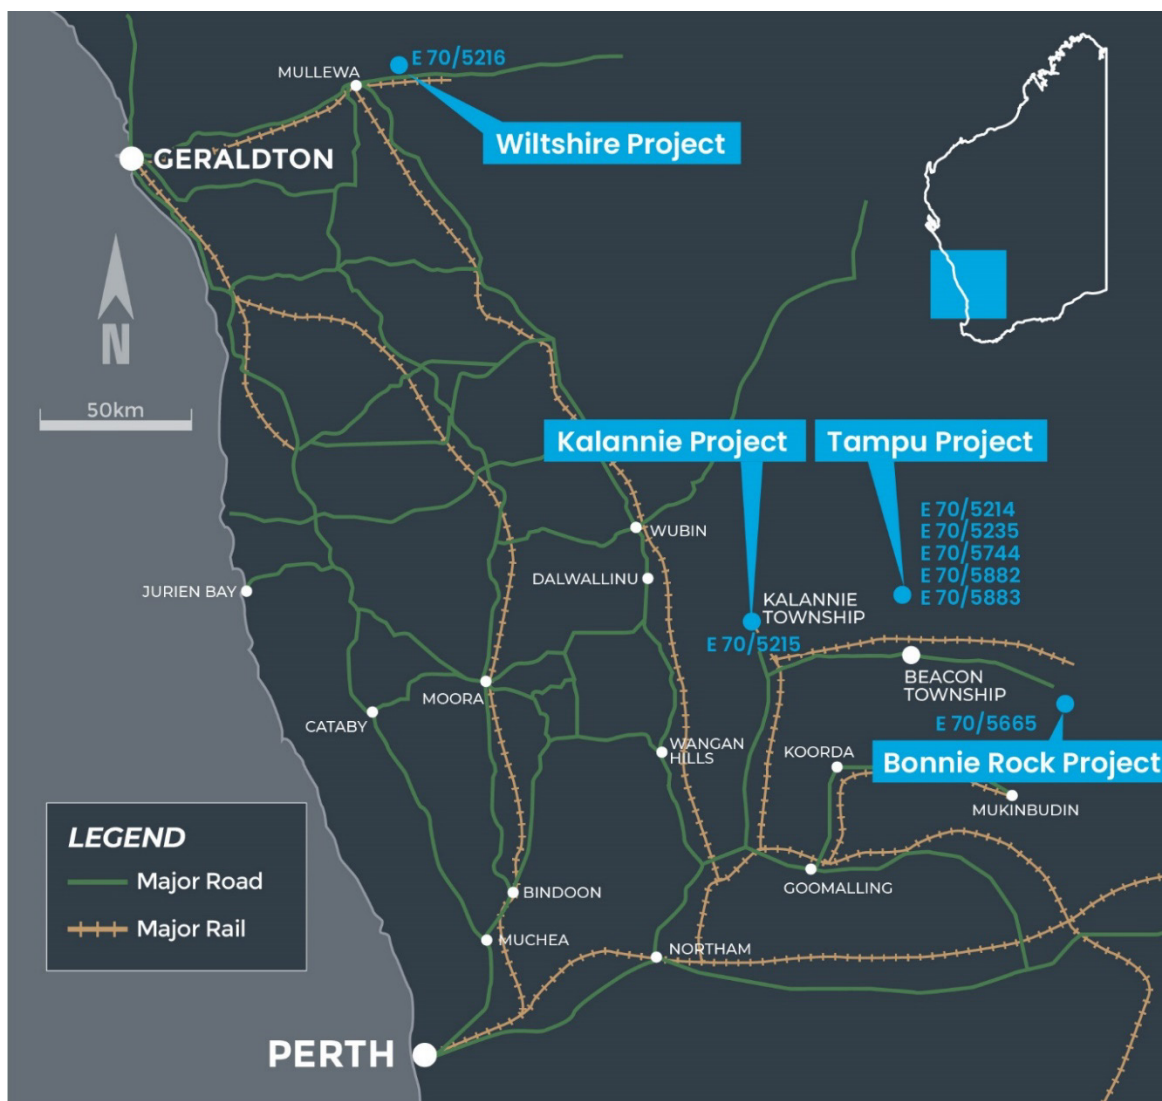 E 70/5216
MULLEWA
Wiltshire Project
GERALDTON
N
50km
Kalannie Project
Tampu Project
E 70/5214
E 70/5235
E 70/5744
E 70/5882
E 70/5883
WUBIN
DALWALLINU
JURIEN BAY
KALANNIE
TOWNSHIP
E 70/5215
BEACON
TOWNSHIP
MOORA
CATABY
E 70/5665
WANGAN
HILLS
KOORDA
Bonnie Rock Project
MUKINBUDIN
LEGEND
Major Road
Major Rail
GOOMALLING
BINDOON
MUCHEA
NORTHAM
PERTH